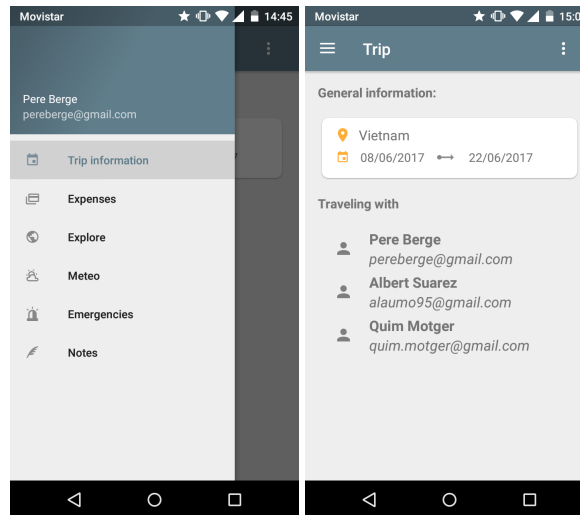 Movistar 14:45
Pere Berge
pereberge@gmail.com
Trip information
Expenses
Explore
Meteo
Emergencies
Notes
Movistar 15:0
Trip
General information:
Vietnam
08/06/2017 22/06/2017
Traveling with
Pere Berge
pereberge@gmail.com
Albert Suarez
alaumo95@gmail.com
Quim Motger
quim.motger@gmail.com